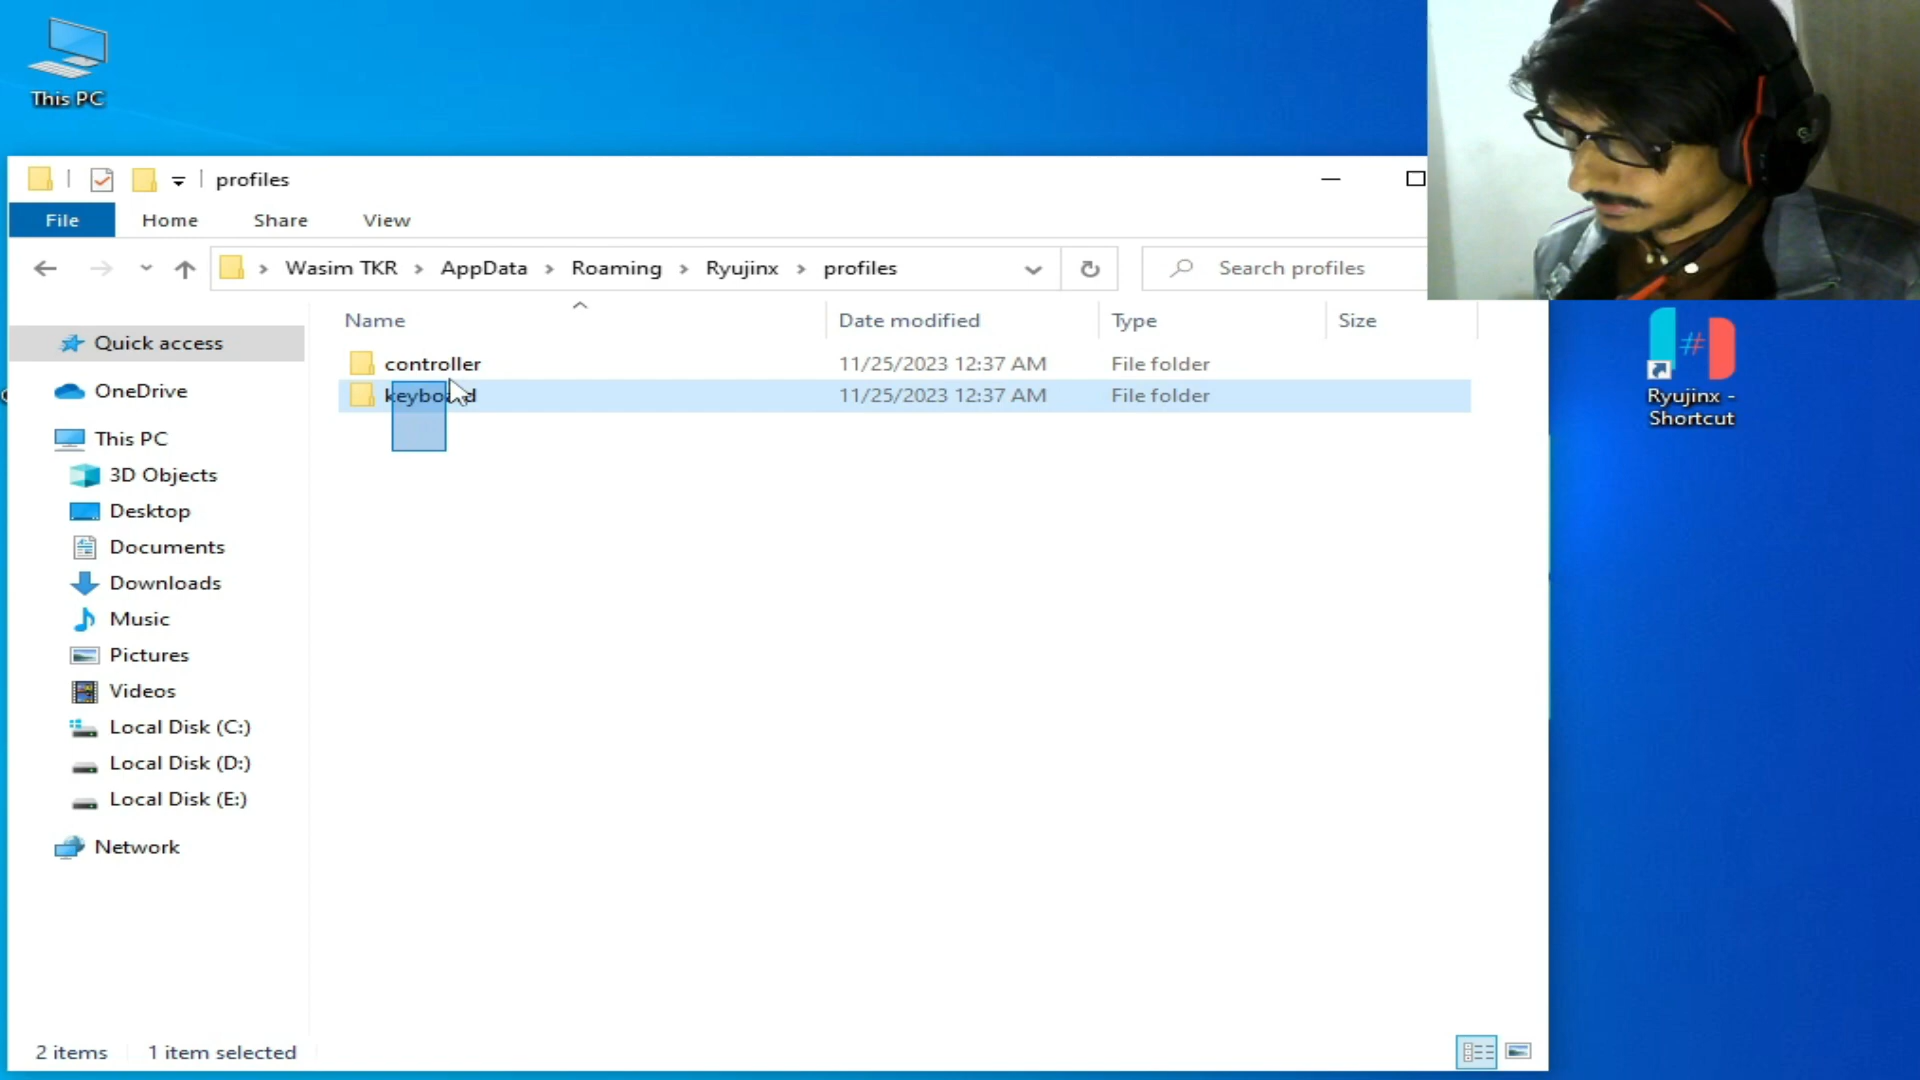 This PC
profiles
File Home Share View
Wasim TKR AppData Roaming Ryujinx profiles
Search profiles
Name Date modified Type Size
controller 11/25/2023 12:37 AM File folder
11/25/2023 12:37 AM File folder
Quick access
OneDrive
This PC
3D Objects
Desktop
Documents
Downloads
Music
Pictures
Videos
Local Disk (C:)
Local Disk (D:)
Local Disk (E:)
Network
2 items 1 item selected
Ryujinx -
Shortcut